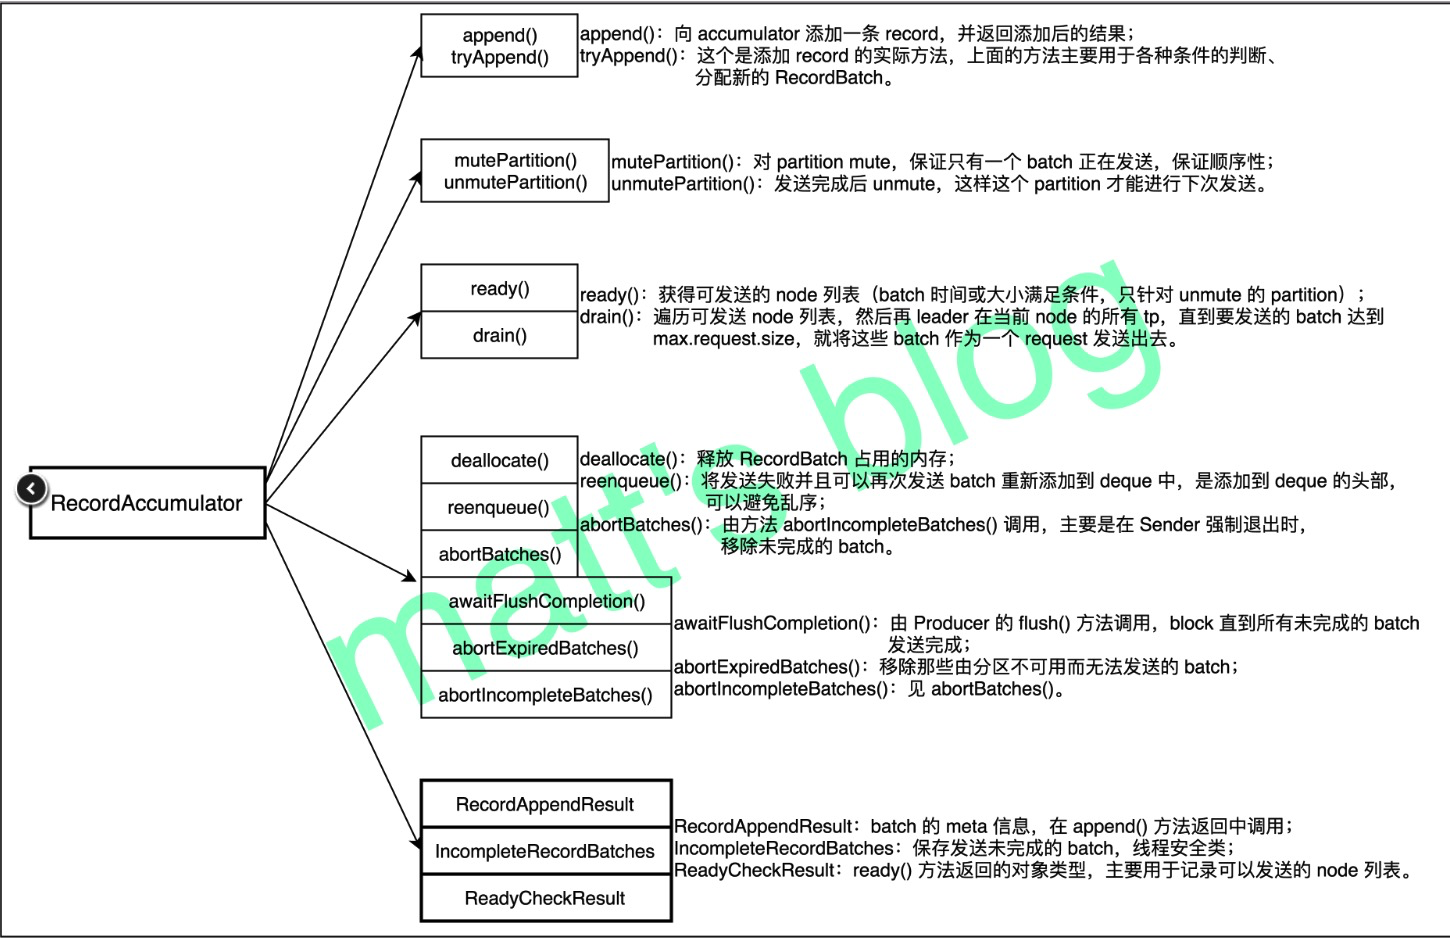 append()
tryAppend()
append()：向 accumulator 添加一条 record，并返回添加后的结果；
tryAppend()：这个是添加 record 的实际方法，上面的方法主要用于各种条件的判断、
分配新的 RecordBatch。
mutePartition()
unmutePartition()
mutePartition()：对 partition mute，保证只有一个 batch 正在发送，保证顺序性；
unmutePartition()：发送完成后 unmute，这样这个 partition 才能进行下次发送。
ready()
drain()
ready()：获得可发送的 node 列表（batch 时间或大小满足条件，只针对 unmute 的 partition）；
drain()：遍历可发送 node 列表，然后再 leader 在当前 node 的所有 tp，直到要发送的 batch 达到
max.request.size，就将这些 batch 作为一个 request 发送出去。
RecordAccumulator
deallocate()
reenqueue()
abortBatches()
deallocate()：释放 RecordBatch 占用的内存；
reenqueue()：将发送失败并且可以再次发送 batch 重新添加到 deque 中，是添加到 deque 的头部，
可以避免乱序；
abortBatches()：由方法 abortIncompleteBatches() 调用，主要是在 Sender 强制退出时，
移除未完成的 batch。
awaitFlushCompletion()
abortExpiredBatches()
abortIncompleteBatches()
awaitFlushCompletion()：由 Producer 的 flush() 方法调用，block 直到所有未完成的 batch
发送完成；
abortExpiredBatches()：移除那些由分区不可用而无法发送的 batch；
abortIncompleteBatches()：见 abortBatches()。
RecordAppendResult
IncompleteRecordBatches
ReadyCheckResult
RecordAppendResult：batch 的 meta 信息，在 append() 方法返回中调用；
IncompleteRecordBatches：保存发送未完成的 batch，线程安全类；
ReadyCheckResult：ready() 方法返回的对象类型，主要用于记录可以发送的 node 列表。
matt's blog